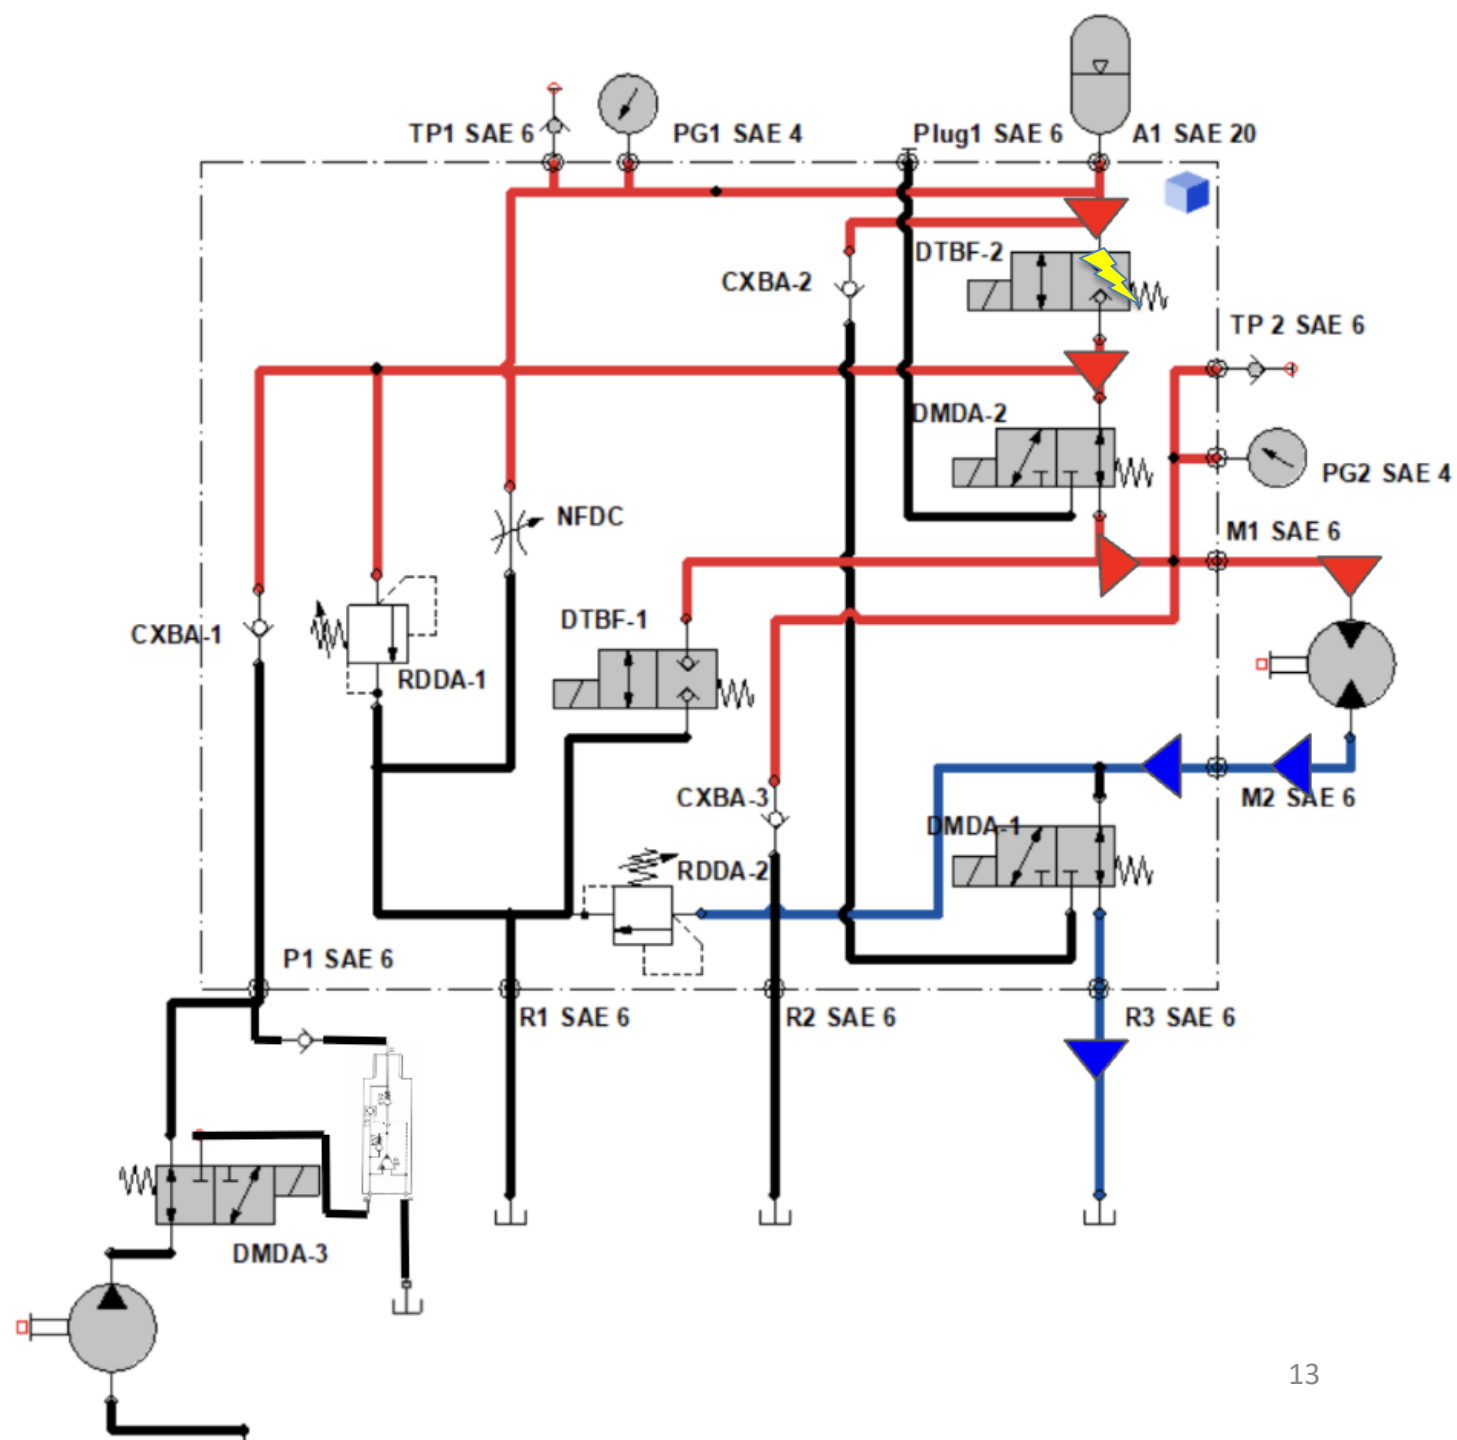 TP1 SAE 6
PG1 SAE 4
Plug1 SAE 6
A1 SAE 20
DTBF-2
CXBA-2
TP 2 SAE 6
DMDA-2
PG2 SAE 4
NFDC
M1 SAE 6
DTBF-1
CXBA-1
RDDA-1
CXBA-3
M2 SAE 6
DMDA-1
RDDA-2
P1 SAE 6
R1 SAE 6
R2 SAE 6
R3 SAE 6
DMDA-3
13